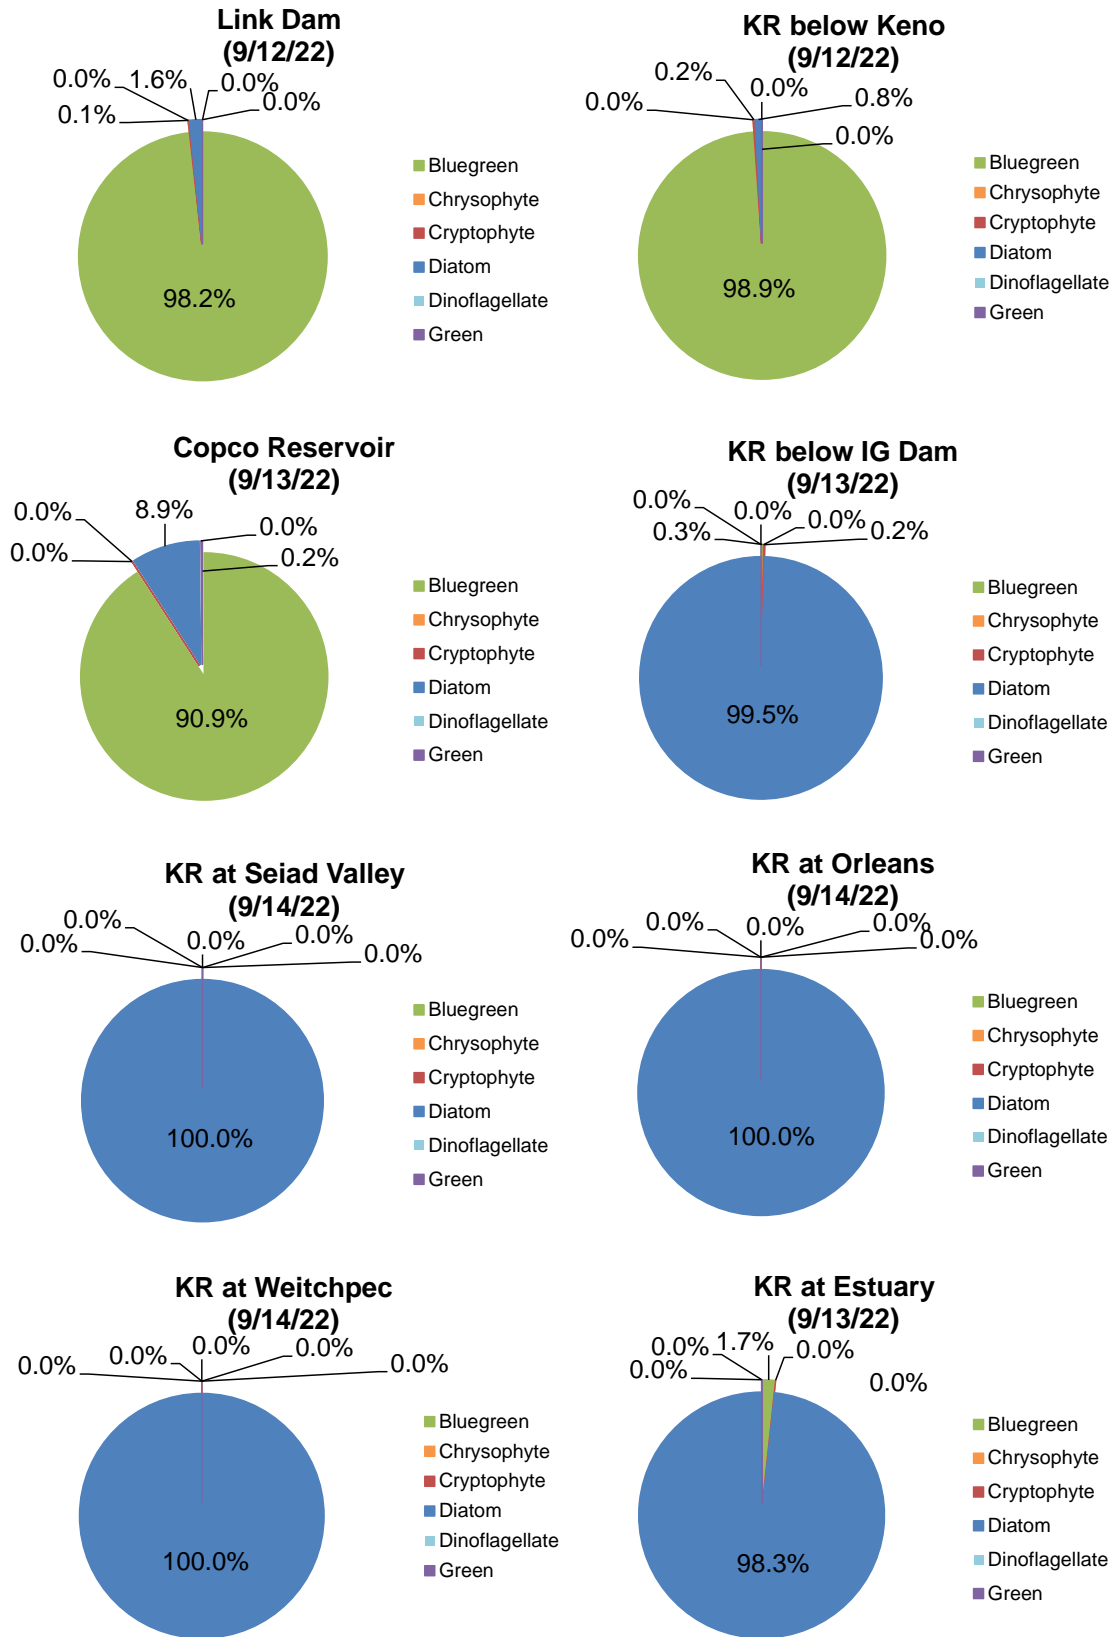 Link Dam
(9/12/22)
0.0%
1.6%
0.0%
0.1%
0.0%
98.2%
Bluegreen
Chrysophyte
Cryptophyte
Diatom
Dinoflagellate
Green
KR below Keno
(9/12/22)
0.2%
0.0%
0.0%
0.8%
0.0%
98.9%
Bluegreen
Chrysophyte
Cryptophyte
Diatom
Dinoflagellate
Green
Copco Reservoir
(9/13/22)
0.0%
8.9%
0.0%
0.0%
0.2%
90.9%
Bluegreen
Chrysophyte
Cryptophyte
Diatom
Dinoflagellate
Green
KR below IG Dam
(9/13/22)
0.0%
0.0%
0.0%
0.3%
0.2%
99.5%
Bluegreen
Chrysophyte
Cryptophyte
Diatom
Dinoflagellate
Green
KR at Seiad Valley
(9/14/22)
0.0%
0.0%
0.0%
0.0%
0.0%
100.0%
Bluegreen
Chrysophyte
Cryptophyte
Diatom
Dinoflagellate
Green
KR at Orleans
(9/14/22)
0.0%
0.0%
0.0%
0.0%
0.0%
100.0%
Bluegreen
Chrysophyte
Cryptophyte
Diatom
Dinoflagellate
Green
KR at Weitchpec
(9/14/22)
0.0%
0.0%
0.0%
0.0%
0.0%
100.0%
Bluegreen
Chrysophyte
Cryptophyte
Diatom
Dinoflagellate
Green
KR at Estuary
(9/13/22)
0.0%
1.7%
0.0%
0.0%
0.0%
98.3%
Bluegreen
Chrysophyte
Cryptophyte
Diatom
Dinoflagellate
Green